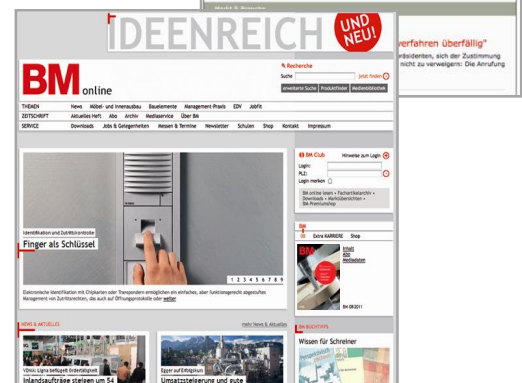 Markt & Branche
IDEENREICH UND NEU!
verfahren überfällig"
präsidenten, sich der Zustimmung
nicht zu verweigern: Die Anrufung
BM online
Recherche
Suche jetzt finden
erweiterte Suche Produktfinder Medienbibliothek
THEMEN News Möbel- und Innenausbau Bauelemente Management-Praxis EDV Jobfit
ZEITSCHRIFT Aktuelles Heft Abo Archiv Mediaservice Über BM
SERVICE Downloads Jobs & Gelegenheiten Messen & Termine Newsletter Schulen Shop Kontakt Impressum
BM Club Hinweise zum Login
Login:
PLZ:
Login merken
BM online lesen • Fachartikelarchiv •
Downloads • Marktübersichten •
BM Premiumshop
Identifikation und Zutrittskontrolle
Finger als Schlüssel
1 2 3 4 5 6 7 8 9
Elektronische Identifikation mit Chipkarten oder Transpondern ermöglichen ein einfaches, aber funktionsgerecht abgestuftes
Management von Zutrittsrechten, das auch auf Öffnungsprotokolle oder weiter
BM
Extra KARRIERE Shop
Inhalt
Abo
Mediadaten
BM 08/2011
NEWS & AKTUELLES mehr News & Aktuelles
BM BUCHTIPPS
Wissen für Schreiner
VDMA: Ligna beflügelt Ordertätigkeit
Inlandsaufträge steigen um 54
Egger auf Erfolgskurs
Umsatzsteigerung und gute